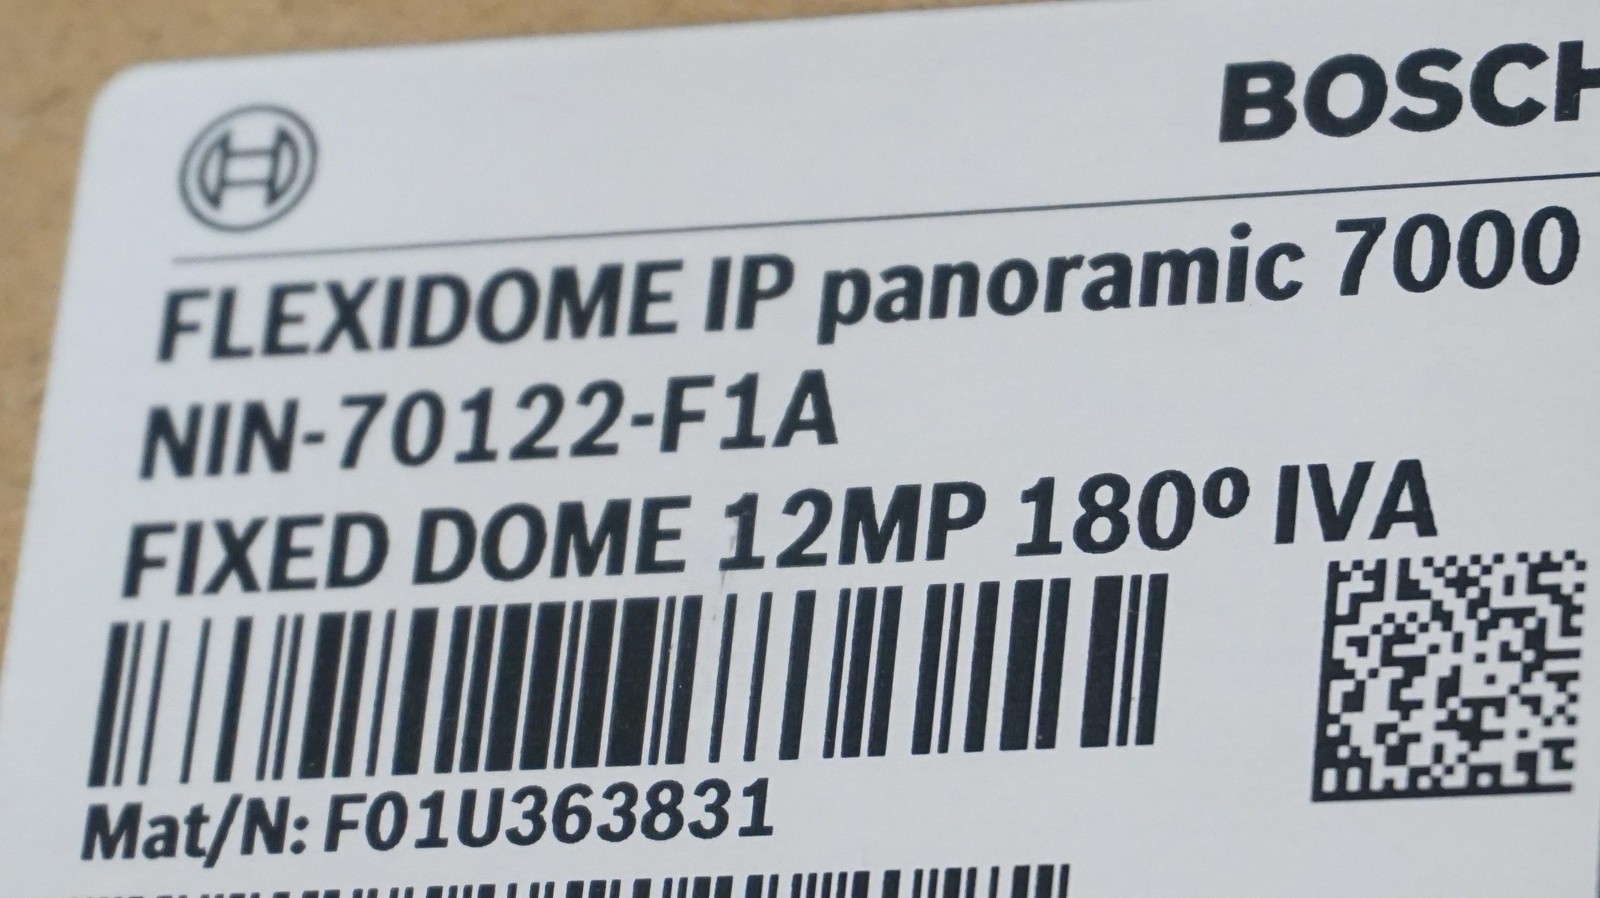 BOSCH
FLEXIDOME IP panoramic 7000
NIN-70122-F1A
FIXED DOME 12MP 180º IVA
Mat/N: F01U363831